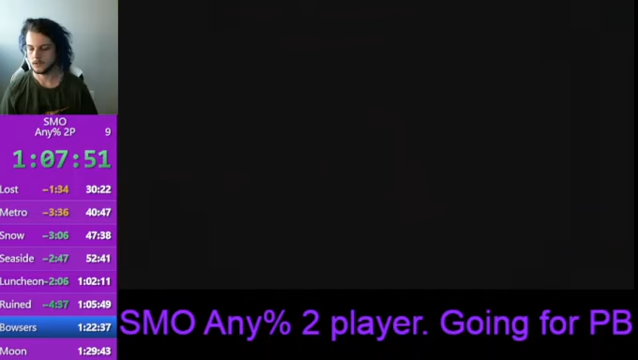 SMO
Any% 2P 9
1:07:51
Lost -1:34 30:22
Metro -3:36 40:47
Snow -3:06 47:38
Seaside -2:47 52:41
Luncheon -2:06 1:02:11
Ruined -4:37 1:05:49
Bowsers 1:22:37
Moon 1:29:43
SMO Any% 2 player. Going for PB